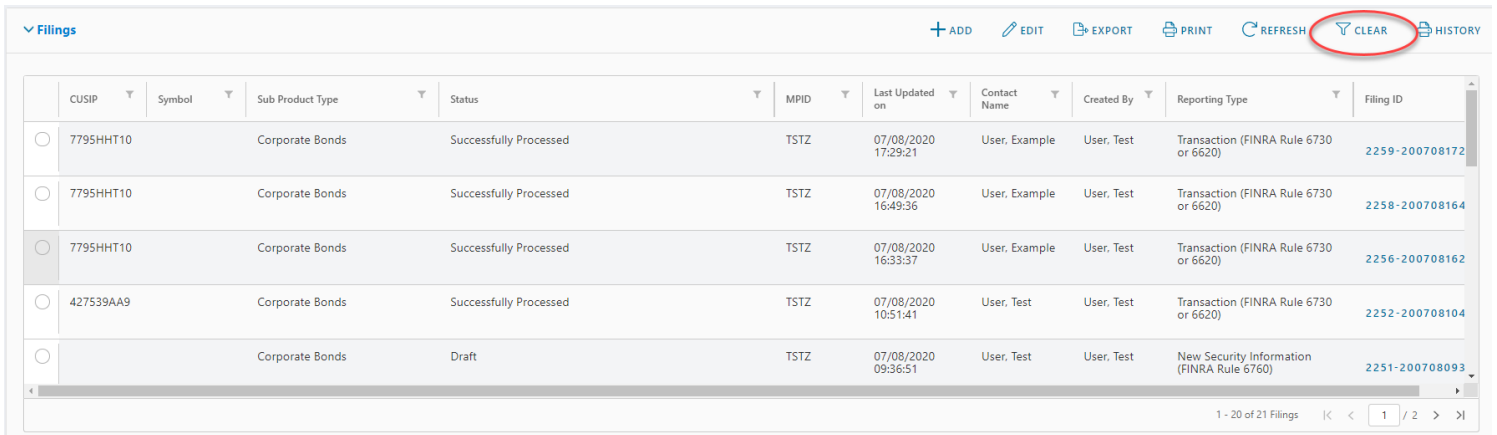 Filings
ADD EDIT EXPORT PRINT REFRESH CLEAR HISTORY
CUSIP Symbol Sub Product Type Status MPID Last Updated on Contact Name Created By Reporting Type Filing ID
7795HHT10 Corporate Bonds Successfully Processed TSTZ 07/08/2020 17:29:21 User, Example User, Test Transaction (FINRA Rule 6730 or 6620) 2259-200708172
7795HHT10 Corporate Bonds Successfully Processed TSTZ 07/08/2020 16:49:36 User, Example User, Test Transaction (FINRA Rule 6730 or 6620) 2258-200708164
7795HHT10 Corporate Bonds Successfully Processed TSTZ 07/08/2020 16:33:37 User, Example User, Test Transaction (FINRA Rule 6730 or 6620) 2256-200708162
427539AA9 Corporate Bonds Successfully Processed TSTZ 07/08/2020 10:51:41 User, Test User, Test Transaction (FINRA Rule 6730 or 6620) 2252-200708104
Corporate Bonds Draft TSTZ 07/08/2020 09:36:51 User, Test User, Test New Security Information (FINRA Rule 6760) 2251-200708093
1 - 20 of 21 Filings 1 / 2